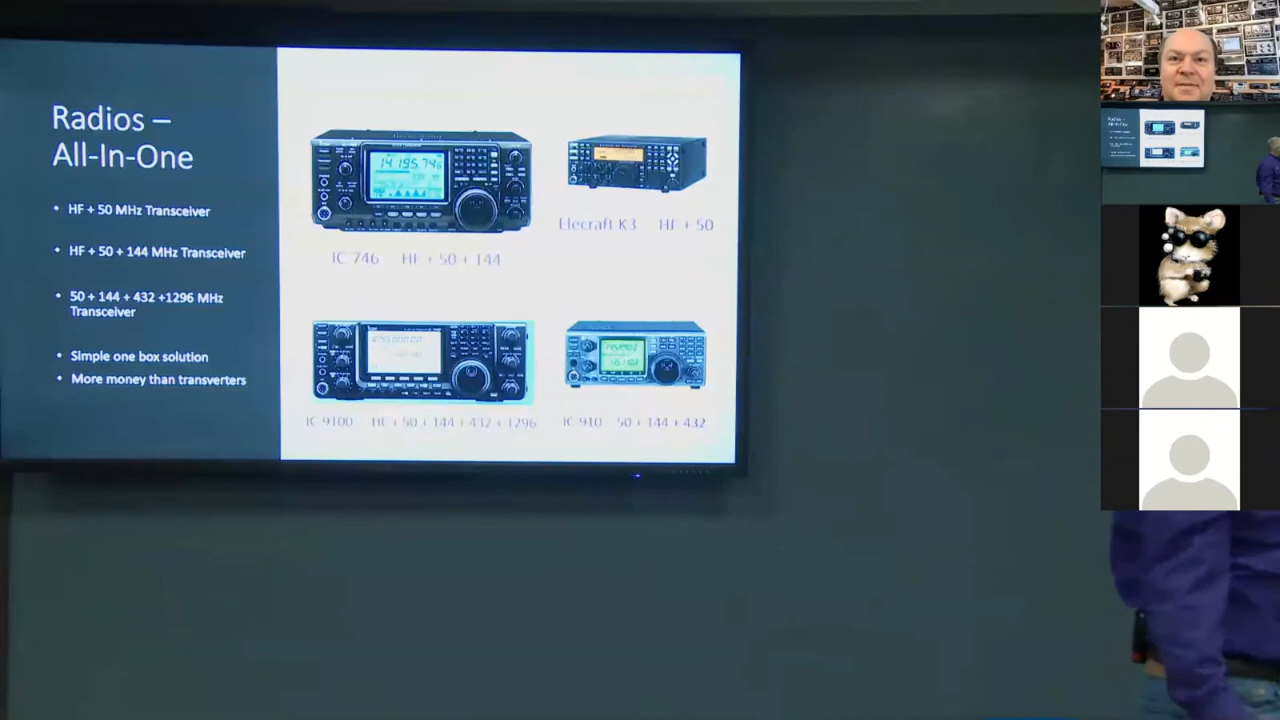 Radios –
All-In-One
• HF + 50 MHz Transceiver
• HF + 50 + 144 MHz Transceiver
• 50 + 144 + 432 +1296 MHz
Transceiver
• Simple one box solution
• More money than transverters
14.195.74
Elecraft K3 HF + 50
IC 746 HF + 50 + 144
IC 9100 HF + 50 + 144 + 432 + 1296
IC 910 50 + 144 + 432